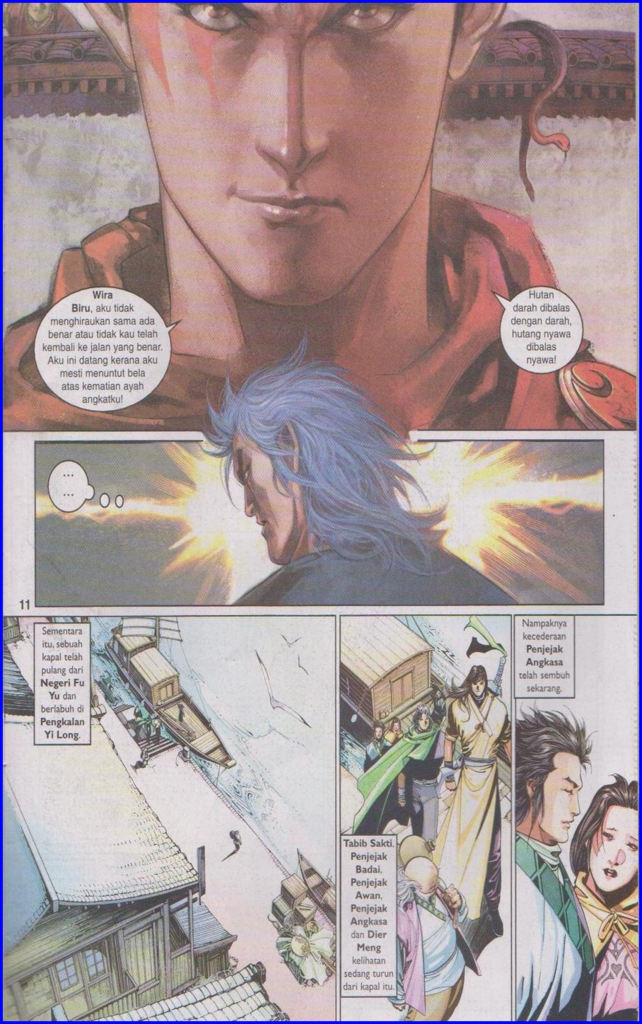 Wira
Biru, aku tidak
menghiraukan sama ada
benar atau tidak kau telah
kembali ke jalan yang benar.
Aku ini datang kerana aku
mesti menuntut bela
atas kematian ayah
angkatku!
Hutan
darah dibalas
dengan darah,
hutang nyawa
dibalas
nyawa!
...
...
11
Sementara
itu, sebuah
kapal telah
pulang dari
Negeri Fu
Yu dan
berlabuh di
Pengkalan
Yi Long.
Tabib Sakti,
Penjejak
Badai,
Penjejak
Awan,
Penjejak
Angkasa
dan Dier
Meng
kelihatan
sedang turun
dari kapal itu.
Nampaknya
kecederaan
Penjejak
Angkasa
telah sembuh
sekarang.